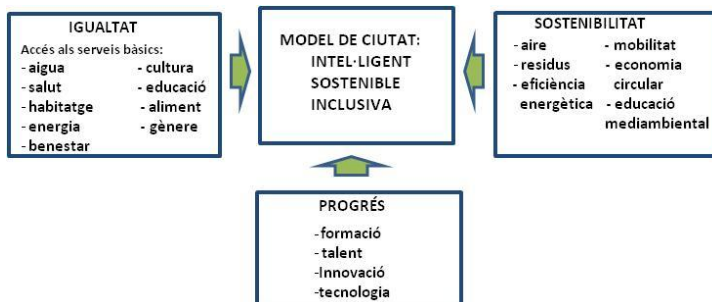 IGUALTAT
Accés als serveis bàsics:
-aigua
-salut
-habitatge
-energia
-benestar
- cultura
- educació
- aliment
- gènere
MODEL DE CIUTAT:
INTEL·LIGENT
SOSTENIBLE
INCLUSIVA
SOSTENIBILITAT
- aire
- residus
- eficiència
energètica
- mobilitat
- economia
circular
- educació
mediambiental
PROGRÉS
-formació
- talent
-Innovació
-tecnologia